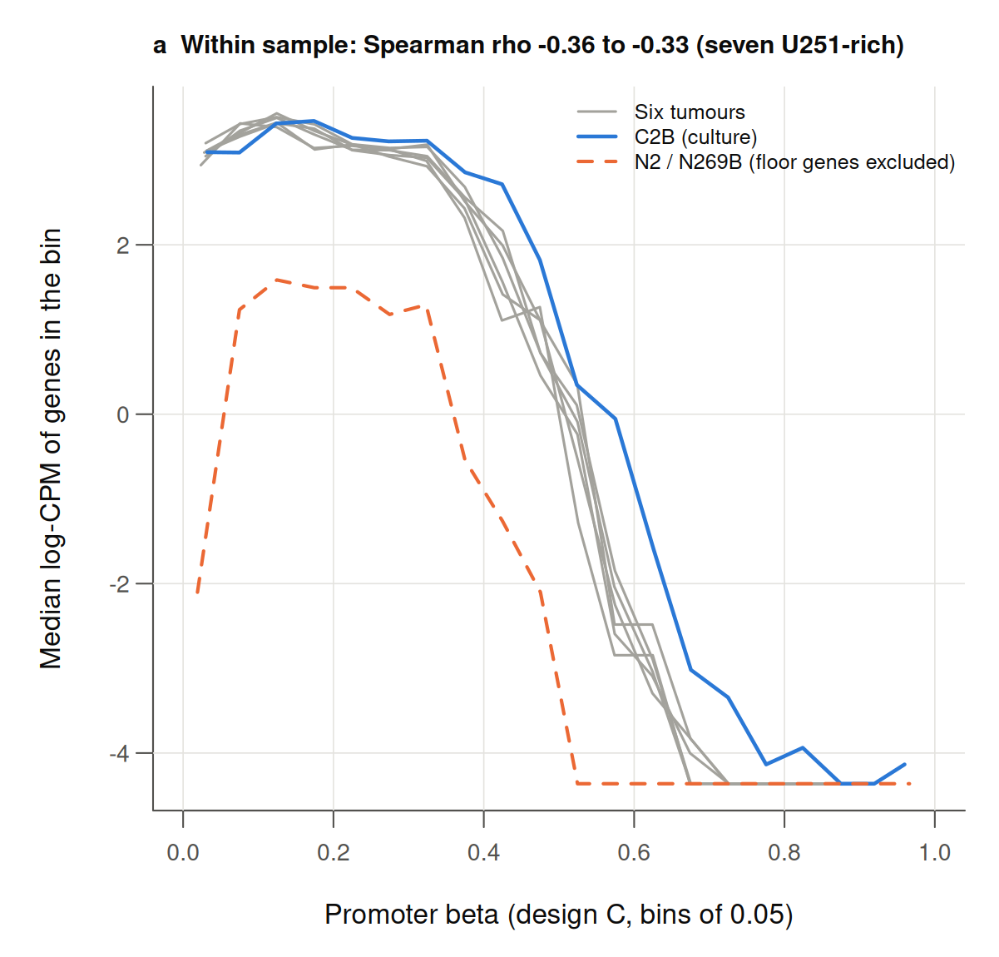 a Within sample: Spearman rho -0.36 to -0.33 (seven U251-rich)
Six tumours
C2B (culture)
N2 / N269B (floor genes excluded)
Median log-CPM of genes in the bin
2
0
-2
-4
0.0 0.2 0.4 0.6 0.8 1.0
Promoter beta (design C, bins of 0.05)